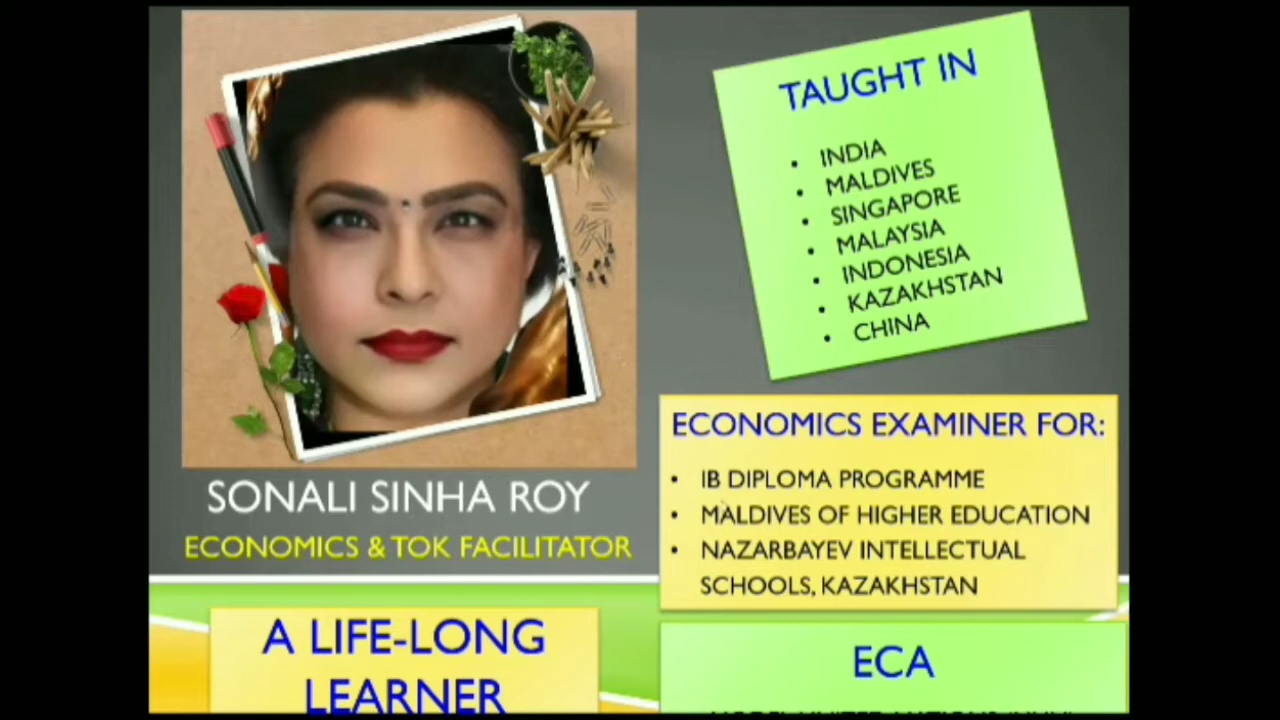 TAUGHT IN
• INDIA
• MALDIVES
• SINGAPORE
• MALAYSIA
• INDONESIA
• KAZAKHSTAN
• CHINA
ECONOMICS EXAMINER FOR:
• IB DIPLOMA PROGRAMME
• MALDIVES OF HIGHER EDUCATION
• NAZARBAYEV INTELLECTUAL
SCHOOLS, KAZAKHSTAN
SONALI SINHA ROY
ECONOMICS & TOK FACILITATOR
A LIFE-LONG
LEARNER
ECA